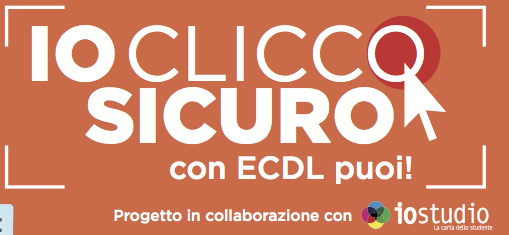 IO CLICCO
SICURO
con ECDL puoi!
Progetto in collaborazione con iostudio
La carta dello studente